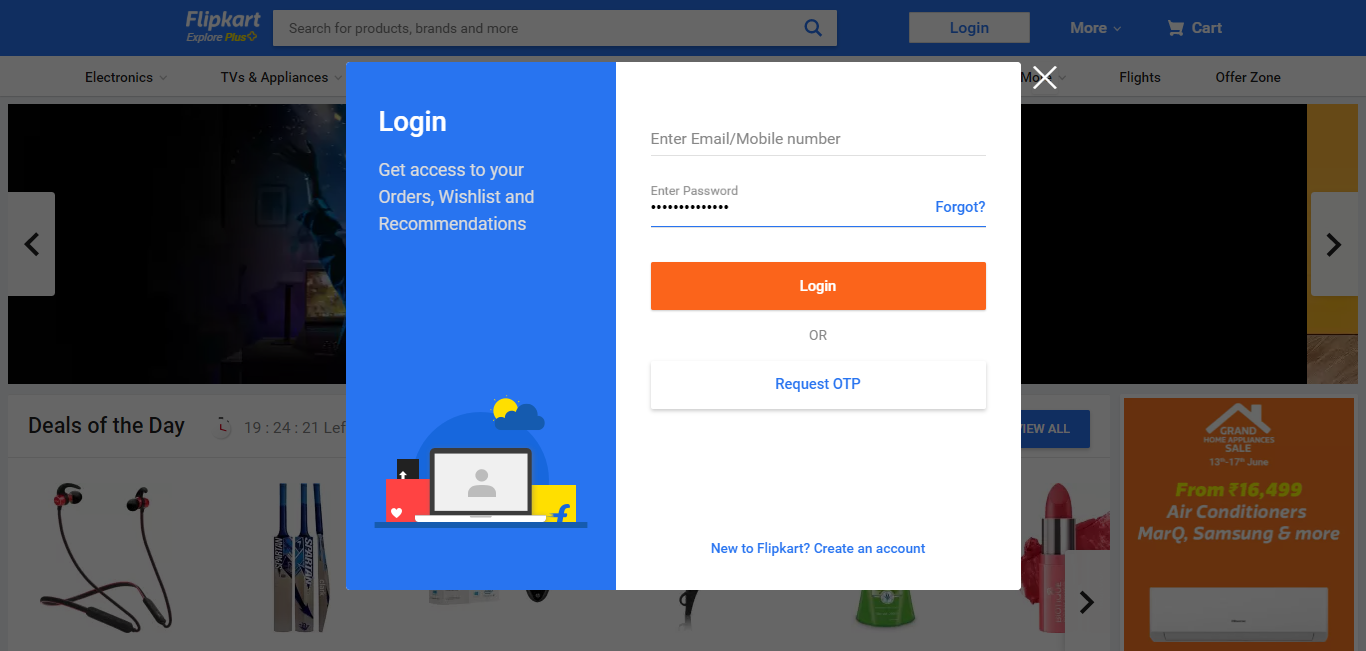 Flipkart
Explore Plus
Search for products, brands and more
Login
More
Cart
Electronics
TVs & Appliances
More
Flights
Offer Zone
Login
Get access to your
Orders, Wishlist and
Recommendations
Enter Email/Mobile number
Enter Password
••••••••••••••
Forgot?
Login
OR
Request OTP
New to Flipkart? Create an account
Deals of the Day
19 : 24 : 21 Lef
VIEW ALL
GRAND
HOME APPLIANCES
SALE
13th-17th June
From ₹16,499
Air Conditioners
MarQ, Samsung & more
SPARTAN
SPARTAN